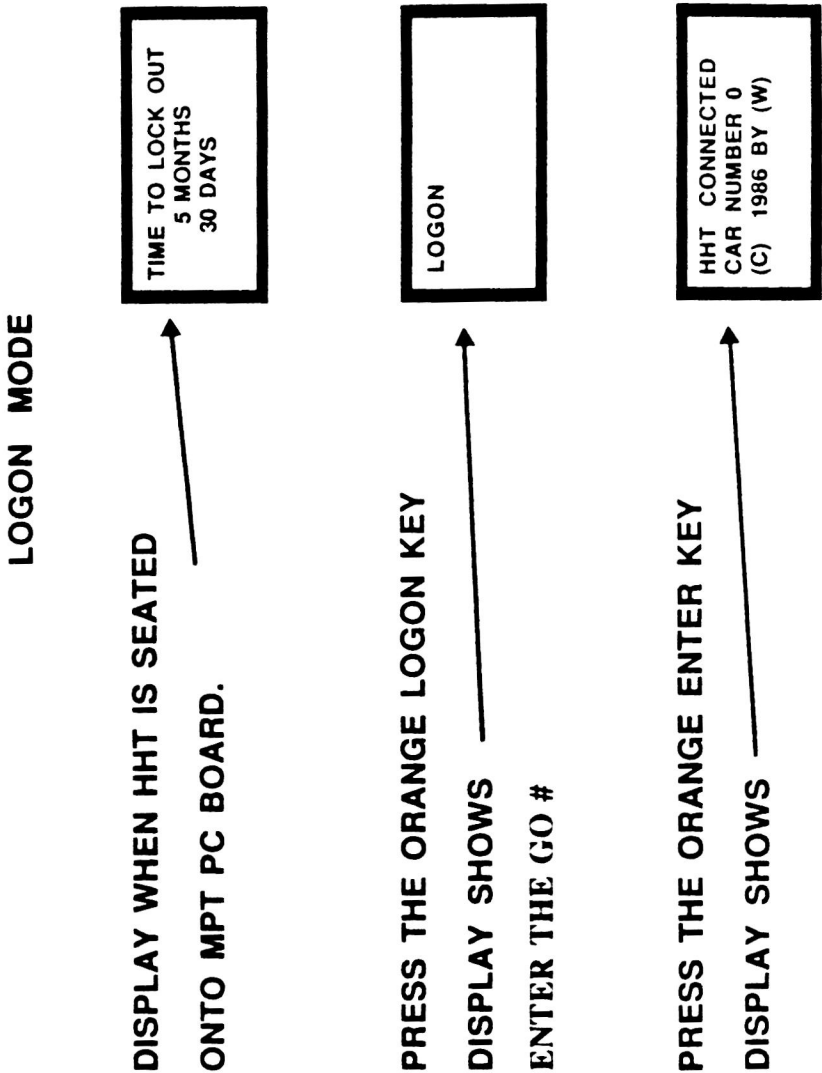 LOGON MODE
DISPLAY WHEN HHT IS SEATED
ONTO MPT PC BOARD.
TIME TO LOCK OUT
5 MONTHS
30 DAYS
PRESS THE ORANGE LOGON KEY
DISPLAY SHOWS
ENTER THE GO #
LOGON
PRESS THE ORANGE ENTER KEY
DISPLAY SHOWS
HHT CONNECTED
CAR NUMBER 0
(C) 1986 BY (W)